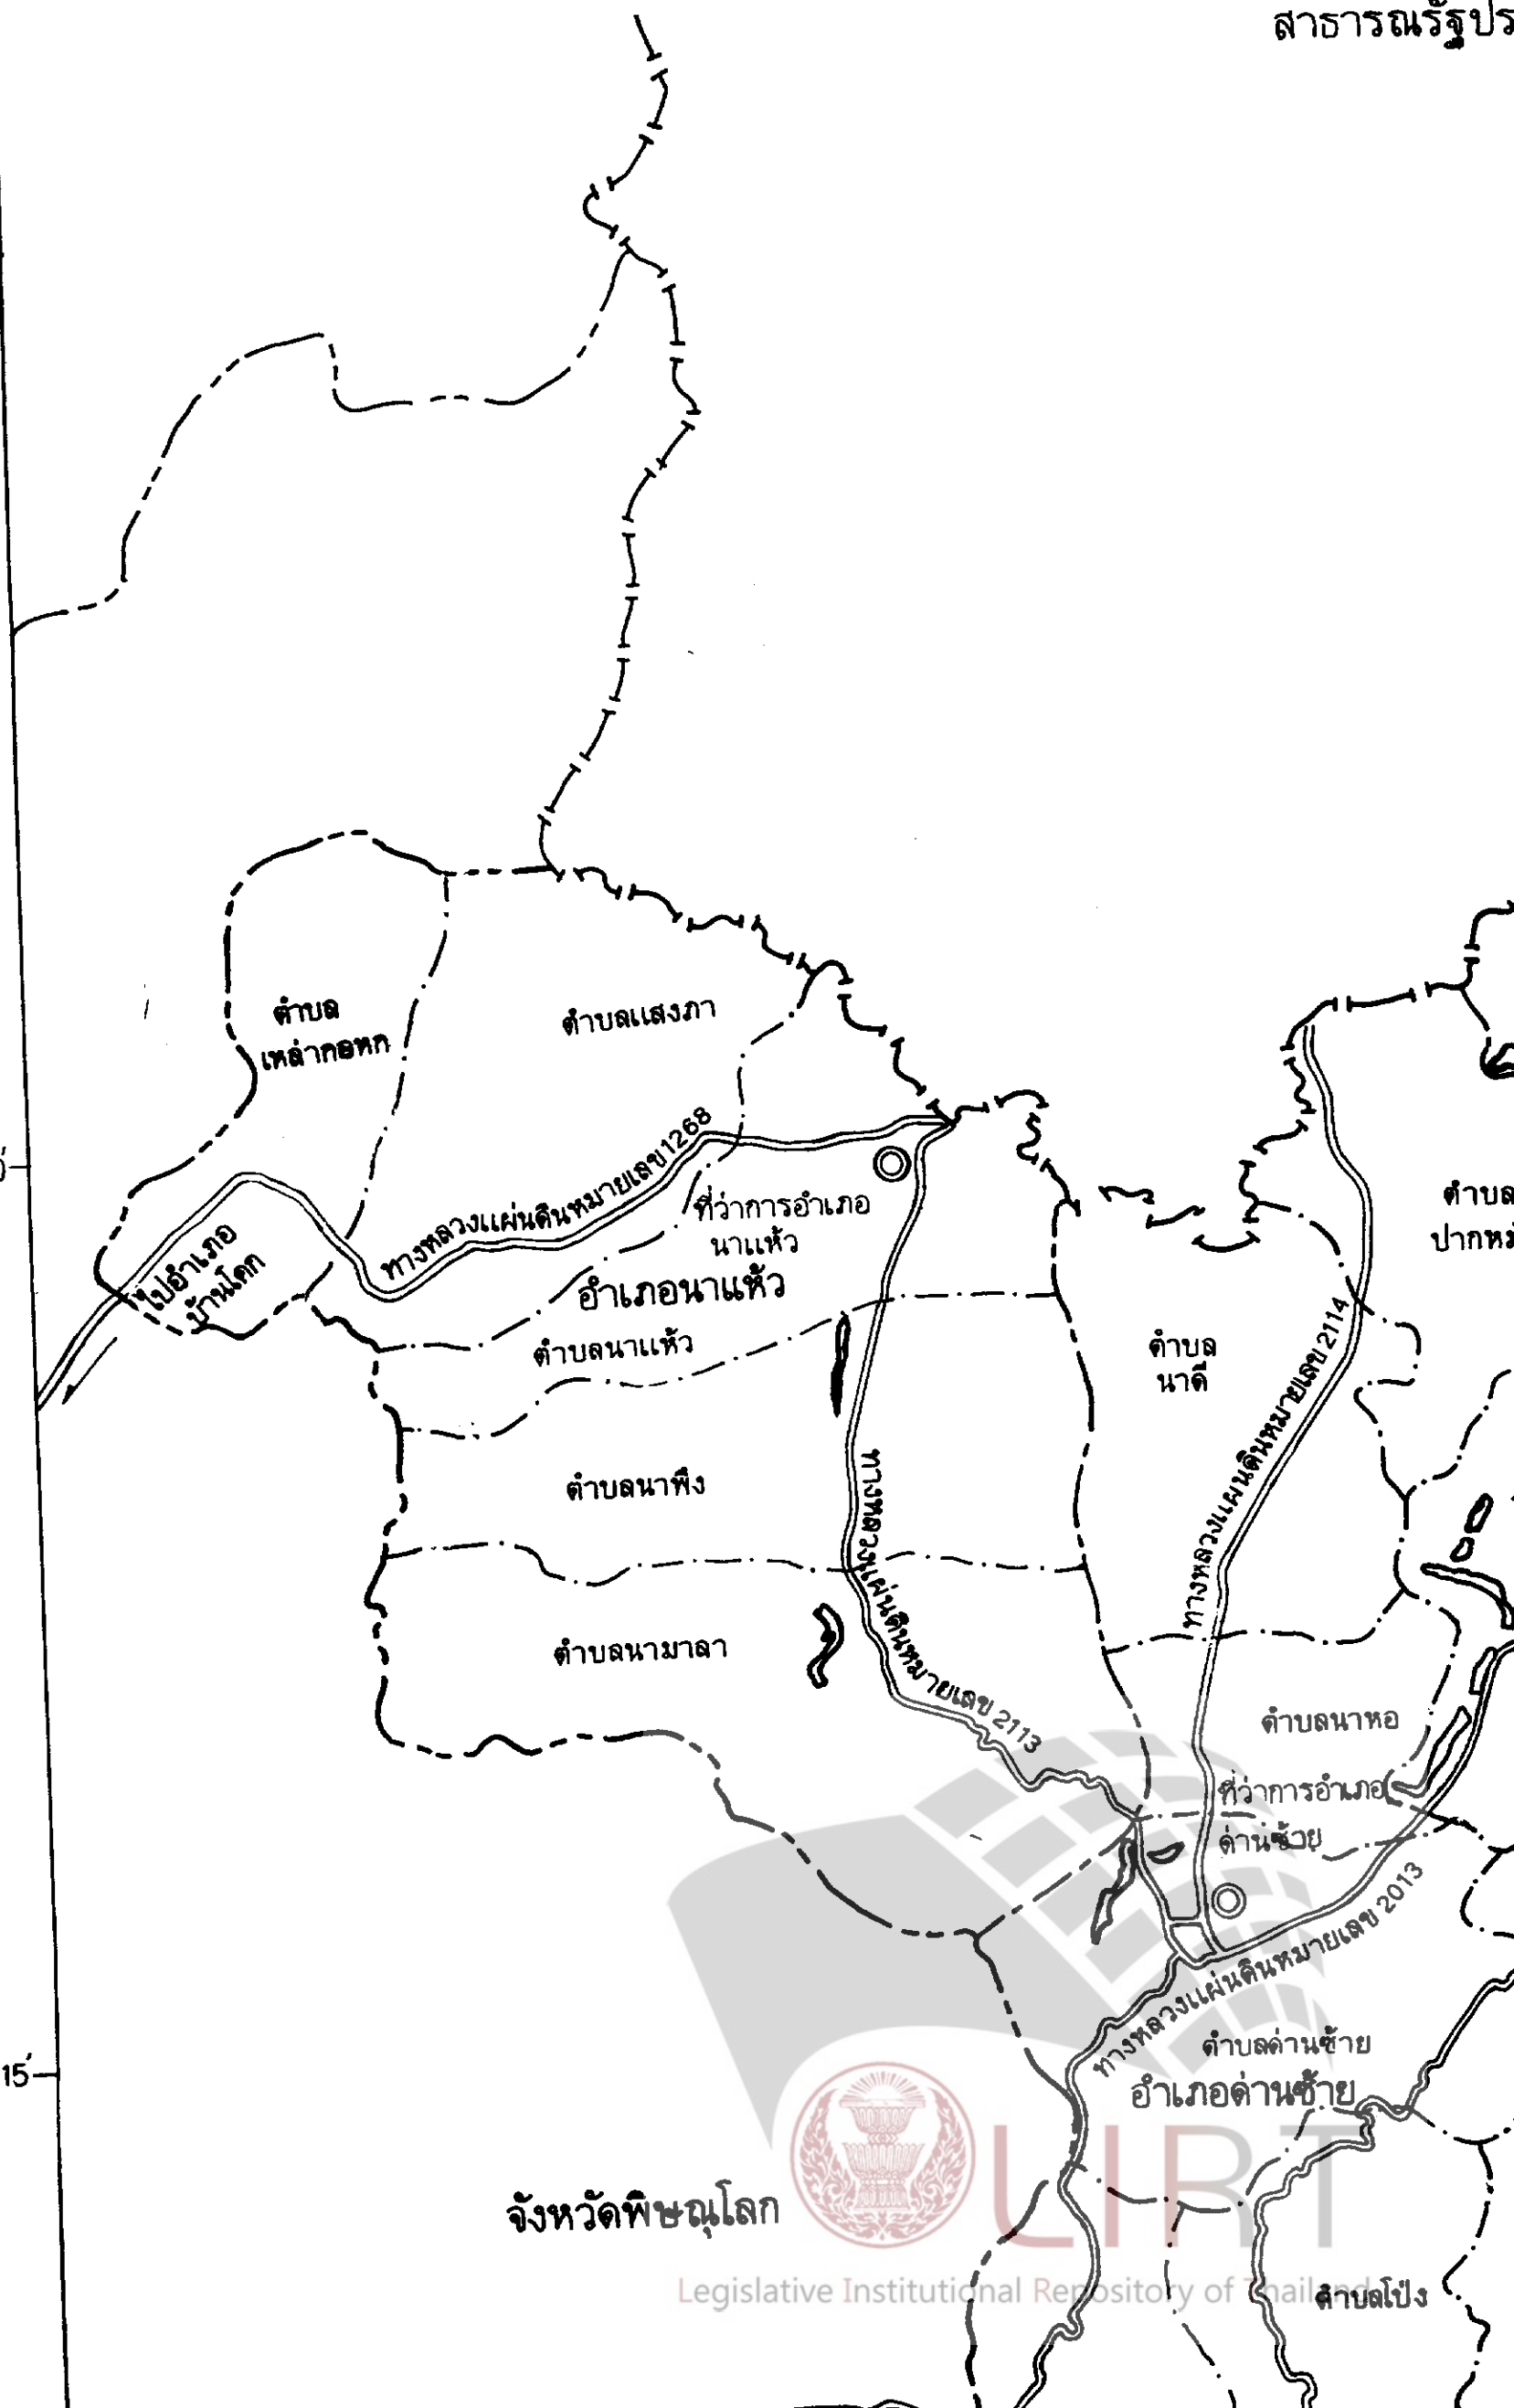 สาธารณรัฐปร
ตำบล
เหล่ากอหก
ตำบลแสงภา
ทางหลวงแผ่นดินหมายเลข 1268
ที่ว่าการอำเภอ
นาแห้ว
ไปอำเภอ
บ้านโคก
อำเภอนาแห้ว
ตำบลนาแห้ว
ตำบล
ปากหมั
ตำบล
นาดี
ทางหลวงแผ่นดินหมายเลข 2114
ตำบลนาพึง
ทางหลวงแผ่นดินหมายเลข 2113
ตำบลนามาลา
ตำบลนาหอ
ที่ว่าการอำเภอ
ด่านซ้าย
ทางหลวงแผ่นดินหมายเลข 2013
ตำบลด่านซ้าย
อำเภอด่านซ้าย
15′
จังหวัดพิษณุโลก
LIRT
Legislative Institutional Repository of Thailand
ตำบลโป่ง